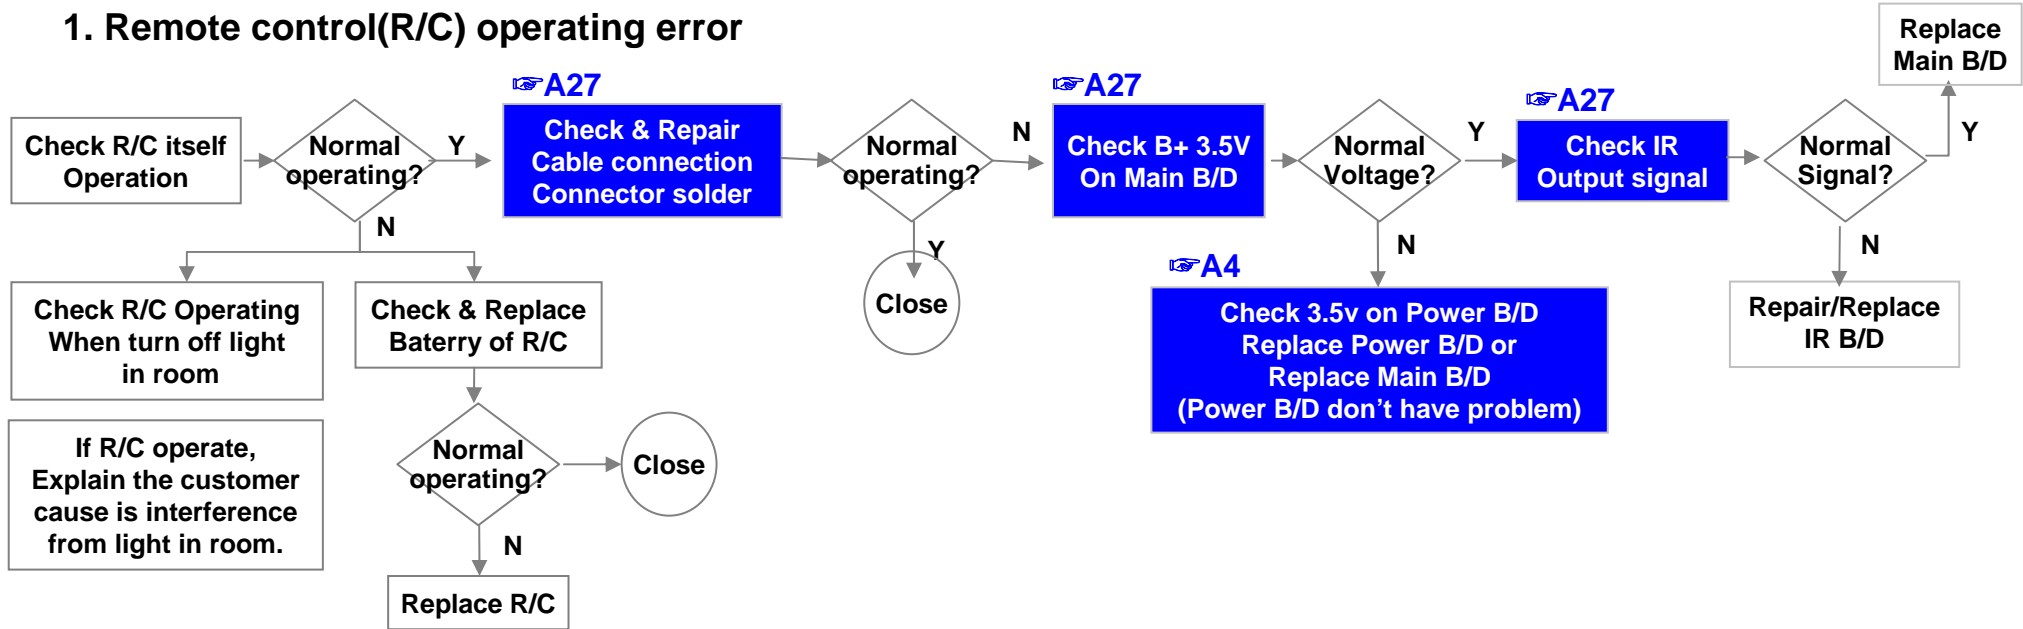 1. Remote control(R/C) operating error
Replace
Main B/D
☞A27
☞A27
☞A27
Check R/C itself
Operation
Normal
operating?
Y
Check & Repair
Cable connection
Connector solder
Normal
operating?
N
Check B+ 3.5V
On Main B/D
Normal
Voltage?
Y
Check IR
Output signal
Normal
Signal?
Y
N
Y
N
N
☞A4
Check R/C Operating
When turn off light
in room
Check & Replace
Baterry of R/C
Close
Check 3.5v on Power B/D
Replace Power B/D or
Replace Main B/D
(Power B/D don't have problem)
Repair/Replace
IR B/D
If R/C operate,
Explain the customer
cause is interference
from light in room.
Normal
operating?
Close
N
Replace R/C